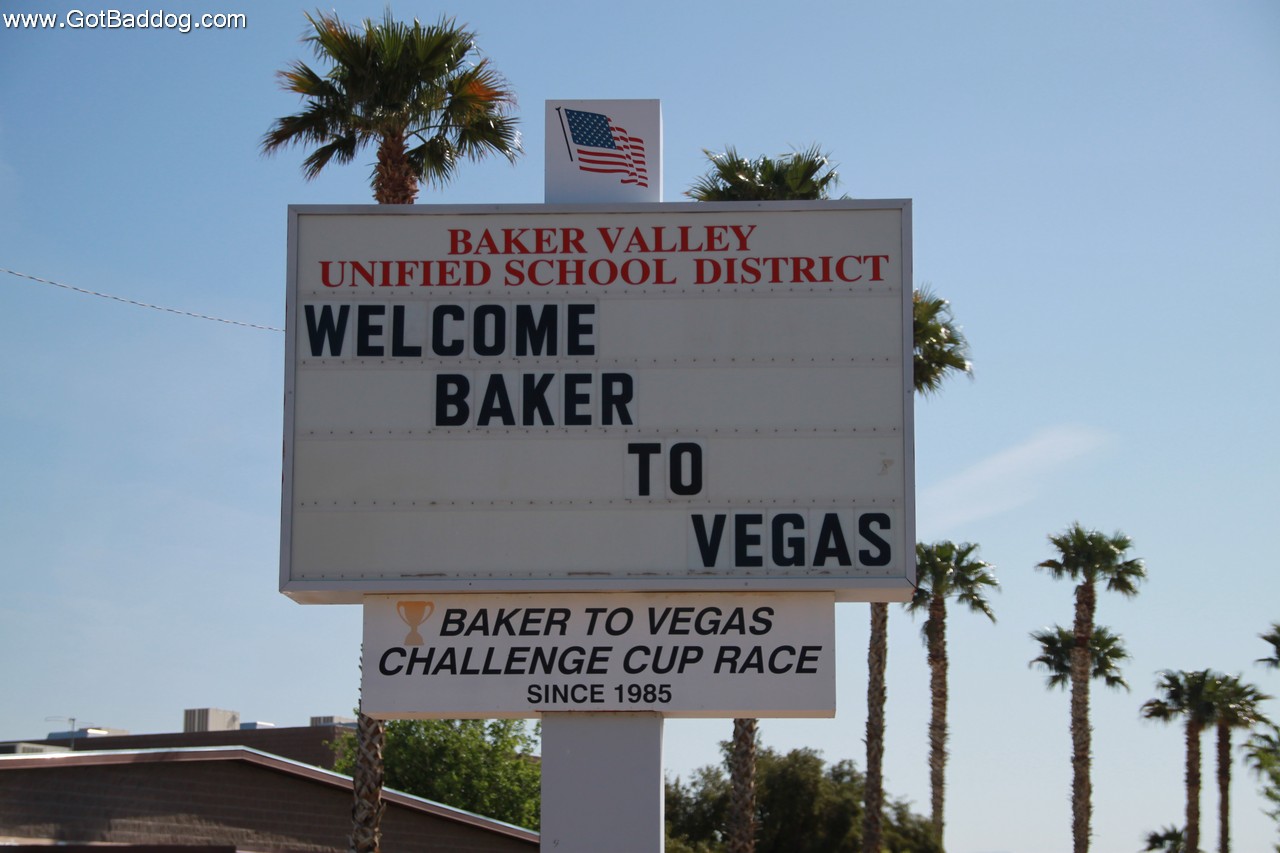 www.GotBaddog.com
BAKER VALLEY
UNIFIED SCHOOL DISTRICT
WELCOME
BAKER
TO
VEGAS
BAKER TO VEGAS
CHALLENGE CUP RACE
SINCE 1985